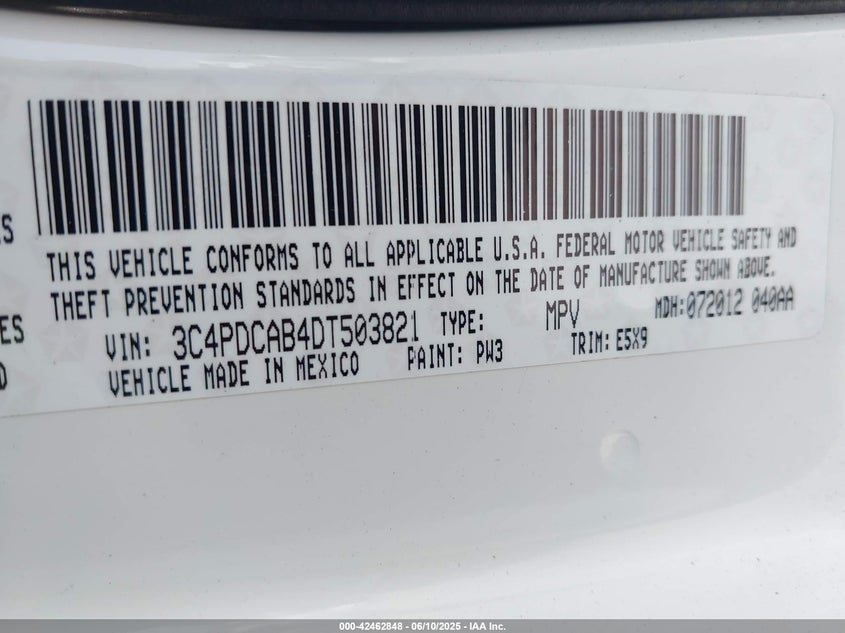 S
THIS VEHICLE CONFORMS TO ALL APPLICABLE U.S.A. FEDERAL MOTOR VEHICLE SAFETY AND
THEFT PREVENTION STANDARDS IN EFFECT ON THE DATE OF MANUFACTURE SHOWN ABOVE.
ES
VIN: 3C4PDCAB4DT503821 TYPE: MPV MDH:072012 040AA
D
VEHICLE MADE IN MEXICO PAINT: PW3 TRIM: E5X9
000-42462848 - 06/10/2025 - IAA Inc.